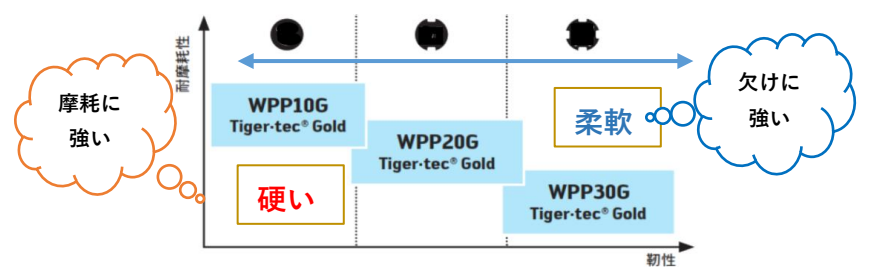 耐摩耗性
摩耗に
強い
WPP10G
Tiger·tec® Gold
硬い
WPP20G
Tiger·tec® Gold
柔軟
WPP30G
Tiger·tec® Gold
欠けに
強い
靭性